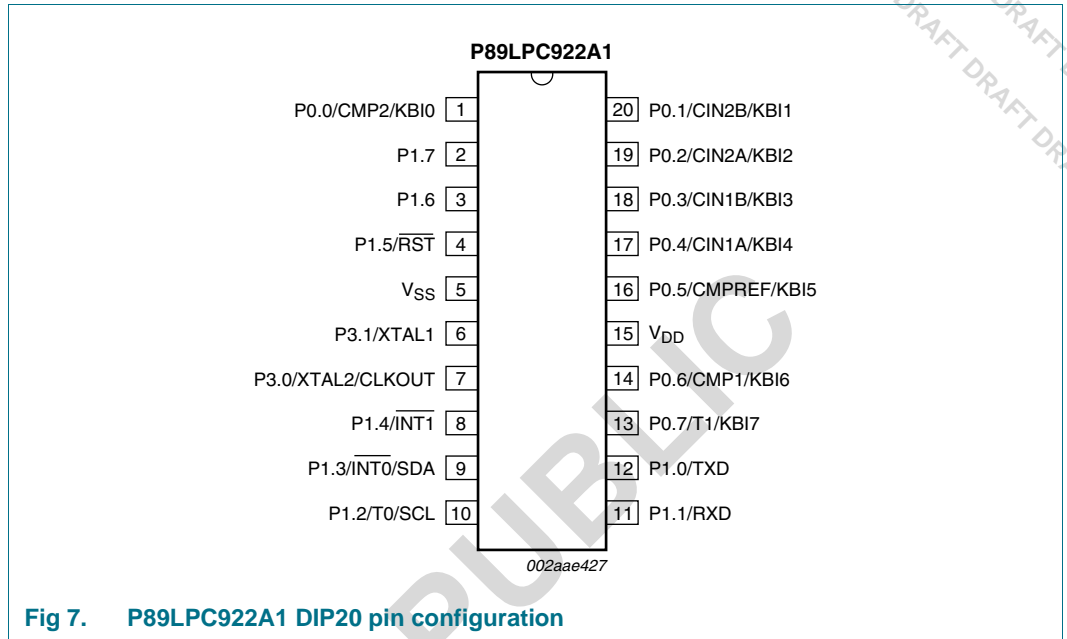 DRAFT DRAFT DRAFT
P89LPC922A1
P0.0/CMP2/KBI0 1
20 P0.1/CIN2B/KBI1
P1.7 2
19 P0.2/CIN2A/KBI2
P1.6 3
18 P0.3/CIN1B/KBI3
P1.5/RST 4
17 P0.4/CIN1A/KBI4
VSS 5
16 P0.5/CMPREF/KBI5
P3.1/XTAL1 6
15 VDD
P3.0/XTAL2/CLKOUT 7
14 P0.6/CMP1/KBI6
P1.4/INT1 8
13 P0.7/T1/KBI7
P1.3/INT0/SDA 9
12 P1.0/TXD
P1.2/T0/SCL 10
11 P1.1/RXD
002aae427
PUBLIC
Fig 7. P89LPC922A1 DIP20 pin configuration